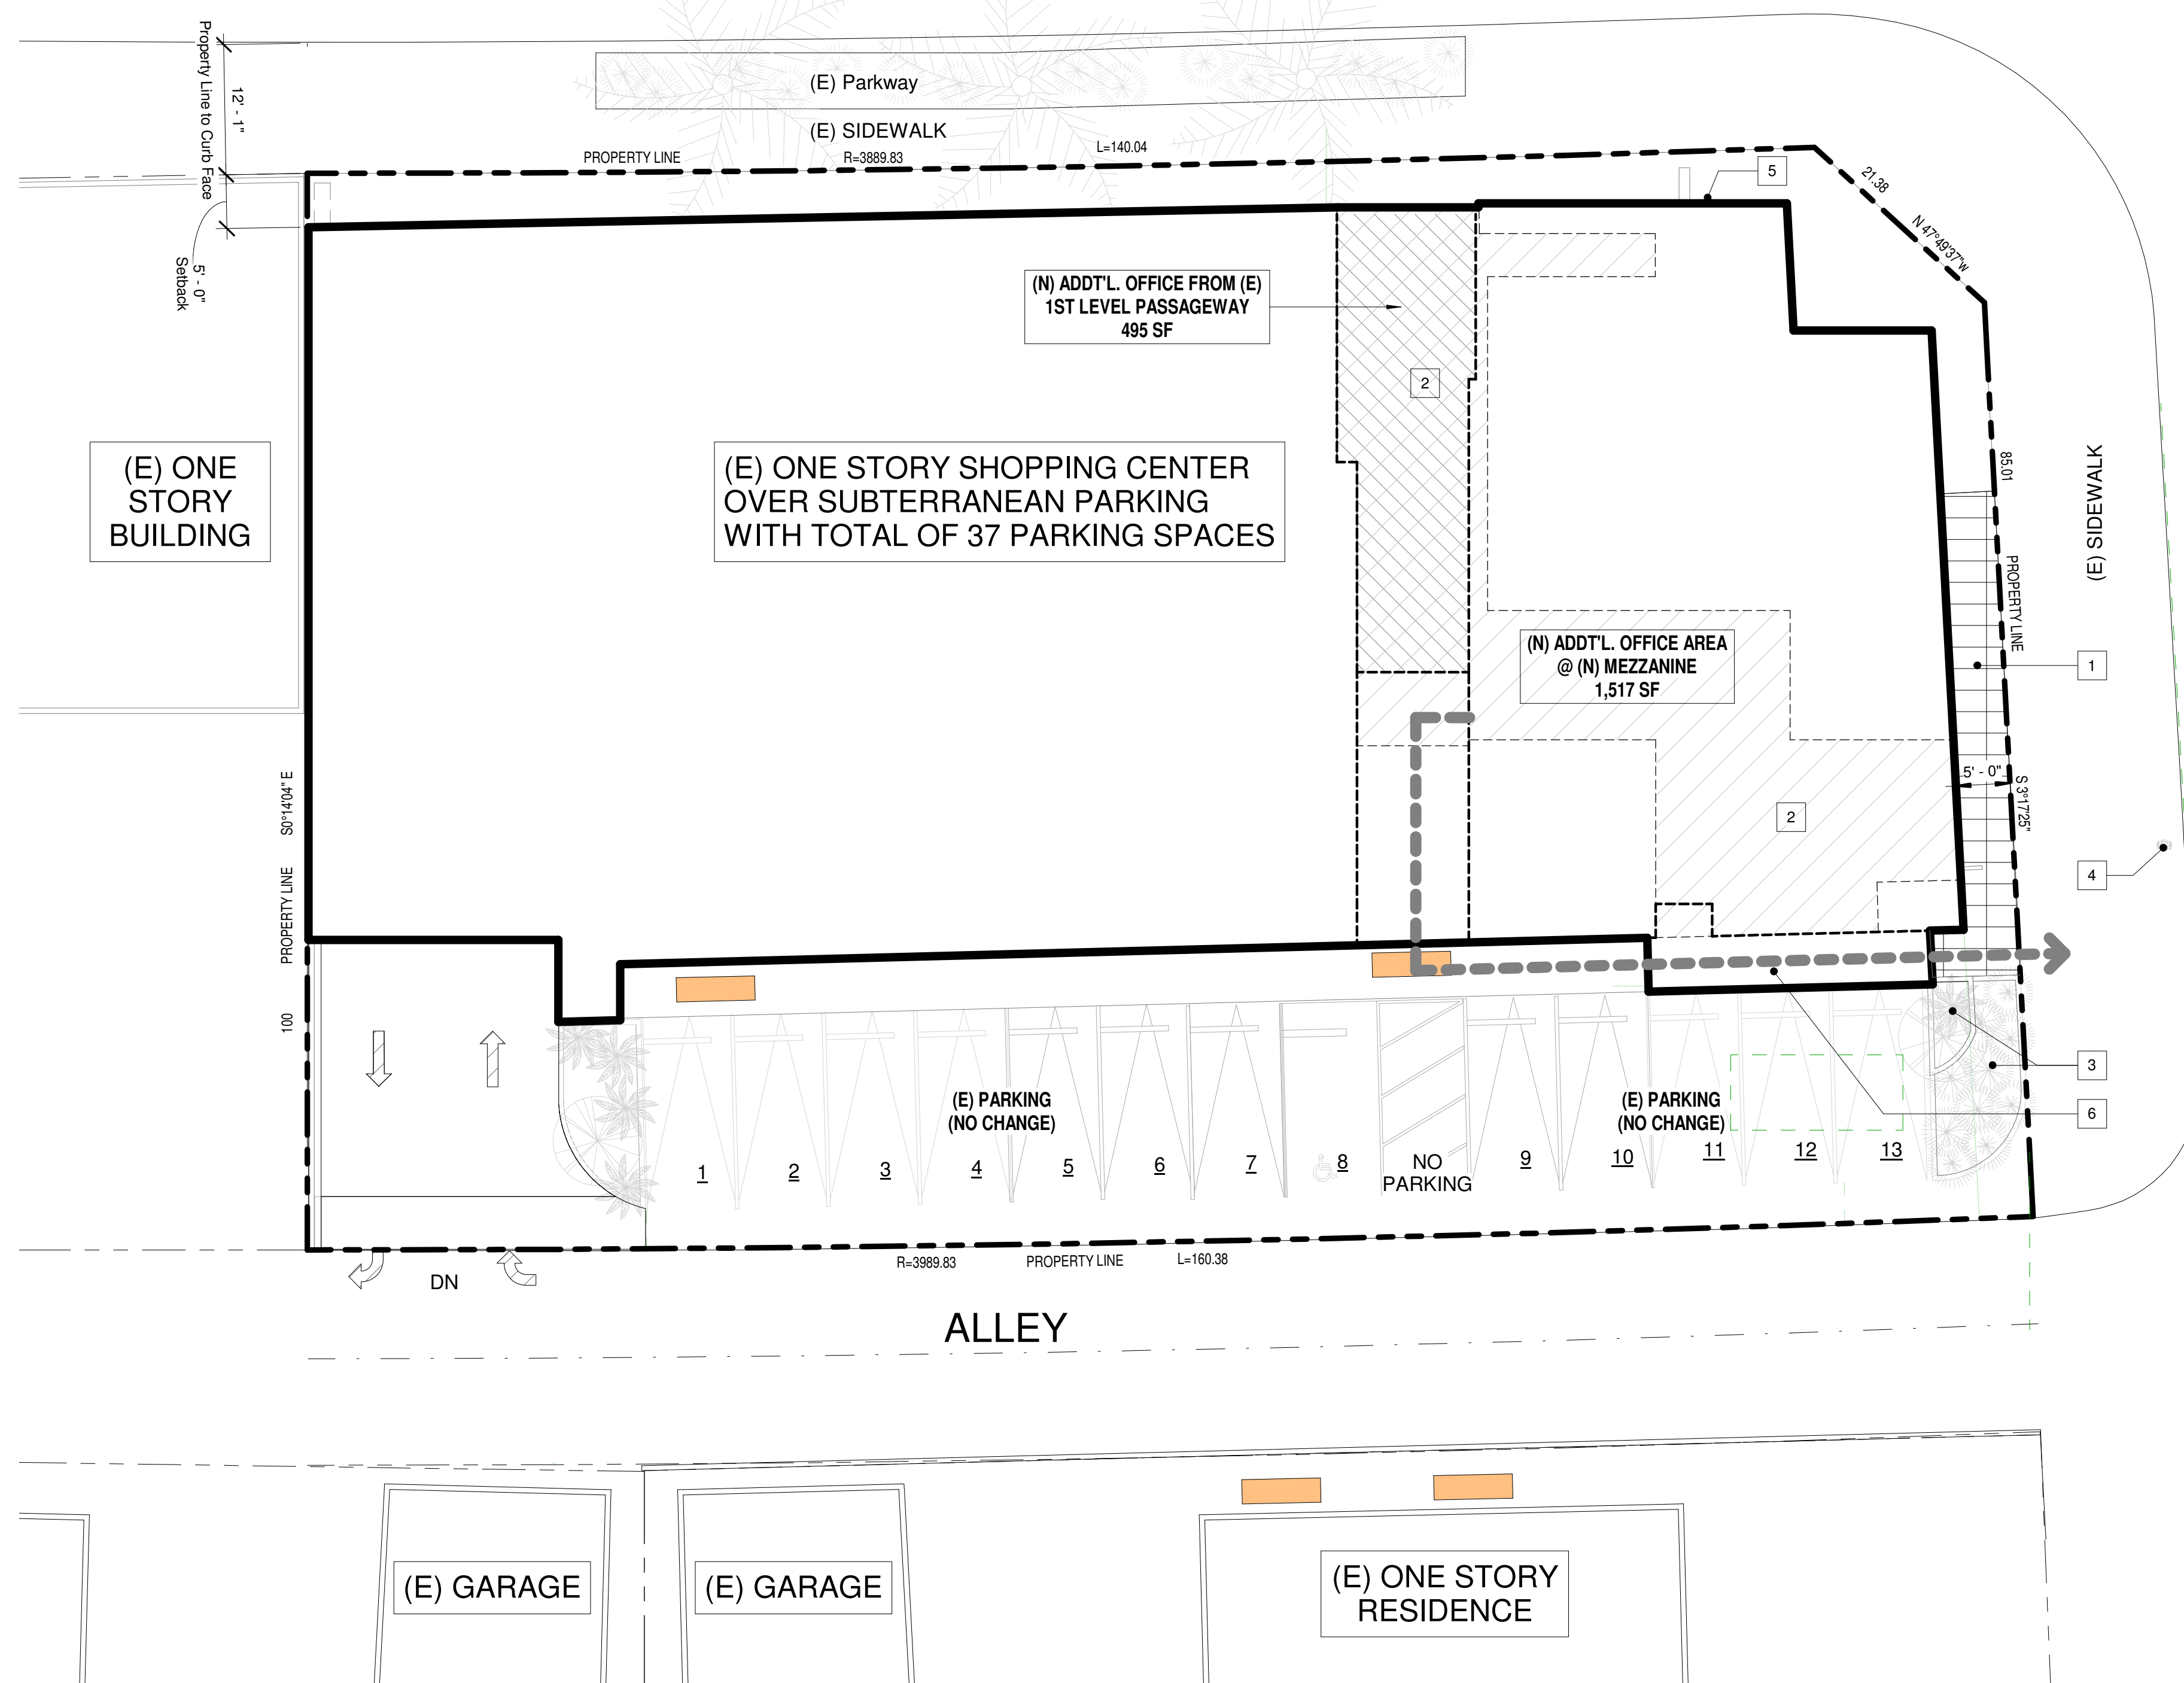 Property Line to Curb Face
12' - 1"
5' - 0"
Setback
(E) Parkway
(E) SIDEWALK
PROPERTY LINE
R=3889.83
L=140.04
5
21.38
N 47°49'37"w
(N) ADDT'L. OFFICE FROM (E)
1ST LEVEL PASSAGEWAY
495 SF
2
(E) ONE
STORY
BUILDING
(E) ONE STORY SHOPPING CENTER
OVER SUBTERRANEAN PARKING
WITH TOTAL OF 37 PARKING SPACES
85.01
(E) SIDEWALK
PROPERTY LINE
(N) ADDT'L. OFFICE AREA
@ (N) MEZZANINE
1,517 SF
1
5' - 0"
S 3°17'25"
2
4
S0°14'04" E
PROPERTY LINE
100
3
6
(E) PARKING
(NO CHANGE)
(E) PARKING
(NO CHANGE)
1
2
3
4
5
6
7
8
NO
PARKING
9
10
11
12
13
R=3989.83
PROPERTY LINE
L=160.38
DN
ALLEY
(E) GARAGE
(E) GARAGE
(E) ONE STORY
RESIDENCE